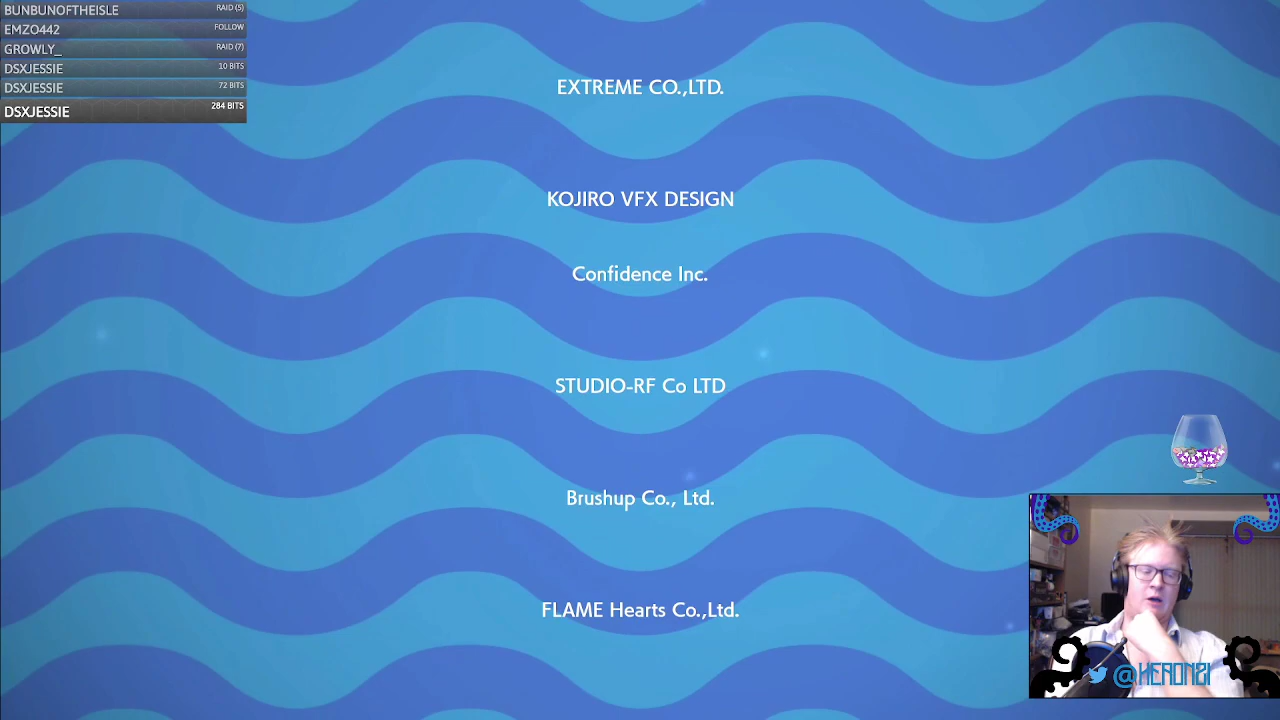 BUNBUNOFTHEISLE RAID (5)
EMZO442 FOLLOW
GROWLY_ RAID (7)
DSXJESSIE 10 BITS
DSXJESSIE 72 BITS
DSXJESSIE 284 BITS
EXTREME CO.,LTD.
KOJIRO VFX DESIGN
Confidence Inc.
STUDIO-RF Co LTD
Brushup Co., Ltd.
FLAME Hearts Co.,Ltd.
@HERON21